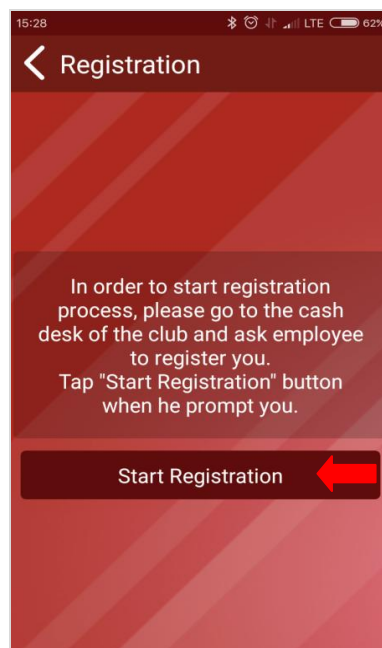 15:28 LTE 62%
Registration
In order to start registration
process, please go to the cash
desk of the club and ask employee
to register you.
Tap "Start Registration" button
when he prompt you.
Start Registration